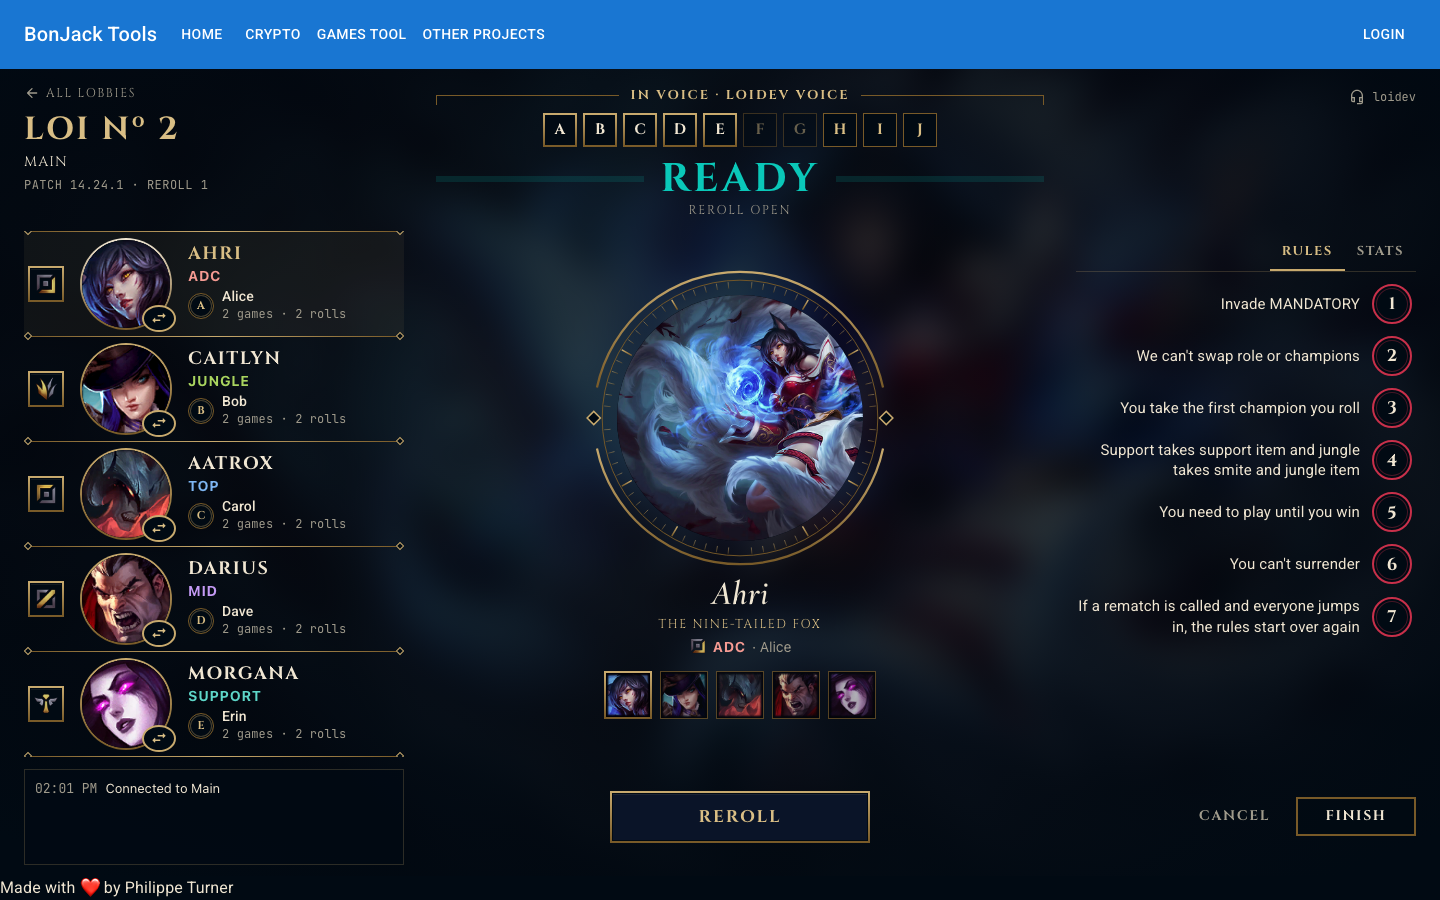 BonJack Tools HOME CRYPTO GAMES TOOL OTHER PROJECTS LOGIN
ALL LOBBIES
LOI Nº 2
MAIN
PATCH 14.24.1 · REROLL 1
IN VOICE · LOIDEV VOICE
A B C D E F G H I J
READY
REROLL OPEN
loidev
AHRI
ADC
A Alice
2 games · 2 rolls
CAITLYN
JUNGLE
B Bob
2 games · 2 rolls
AATROX
TOP
C Carol
2 games · 2 rolls
DARIUS
MID
D Dave
2 games · 2 rolls
MORGANA
SUPPORT
E Erin
2 games · 2 rolls
02:01 PM Connected to Main
Ahri
THE NINE-TAILED FOX
ADC · Alice
REROLL
RULES STATS
Invade MANDATORY 1
We can't swap role or champions 2
You take the first champion you roll 3
Support takes support item and jungle
takes smite and jungle item 4
You need to play until you win 5
You can't surrender 6
If a rematch is called and everyone jumps
in, the rules start over again 7
CANCEL FINISH
Made with ❤️ by Philippe Turner